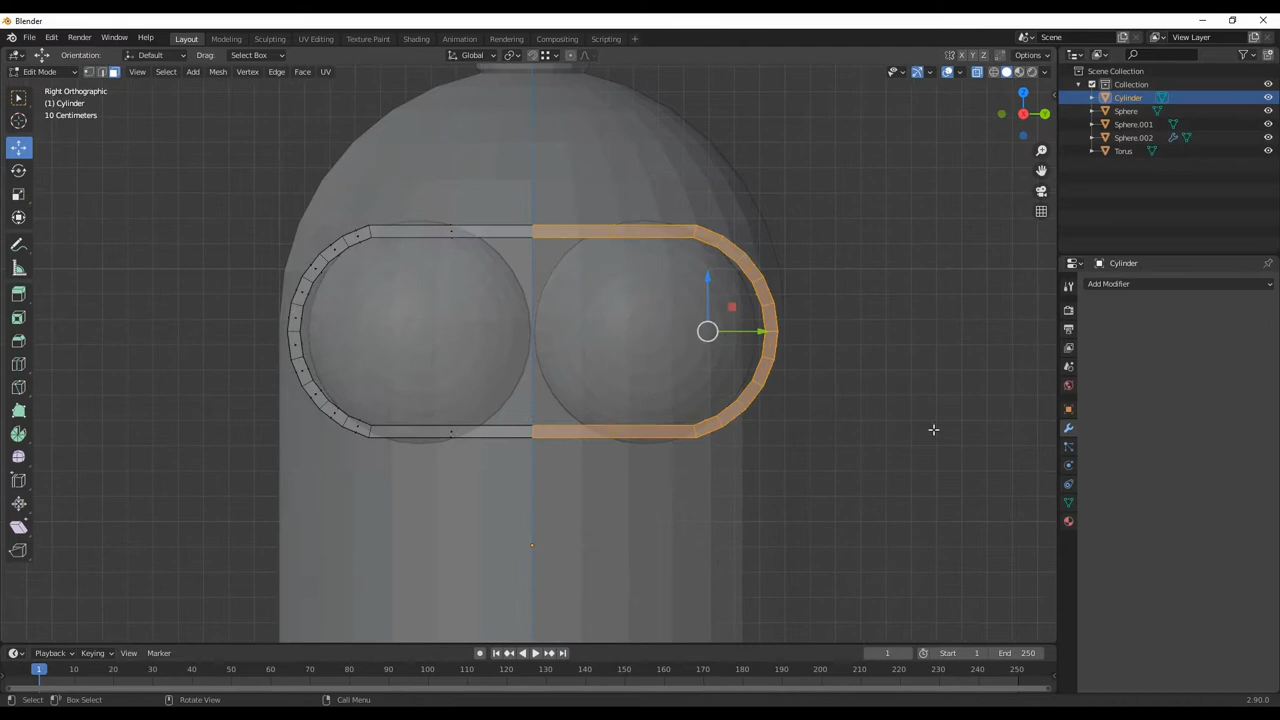 Blender
File Edit Render Window Help Layout Modeling Sculpting UV Editing Texture Paint Shading Animation Rendering Compositing Scripting Scene View Layer
Orientation: Default Drag: Select Box Global X Y Z Options
Edit Mode View Select Add Mesh Vertex Edge Face UV
Right Orthographic
(1) Cylinder
10 Centimeters
Z
X Y
Scene Collection
Collection
Cylinder
Sphere
Sphere.001
Sphere.002
Torus
Cylinder
Add Modifier
Playback Keying View Marker 1 Start 1 End 250
1 10 20 30 40 50 60 70 80 90 100 110 120 130 140 150 160 170 180 190 200 210 220 230 240 250
Select Box Select Rotate View Call Menu 2.90.0